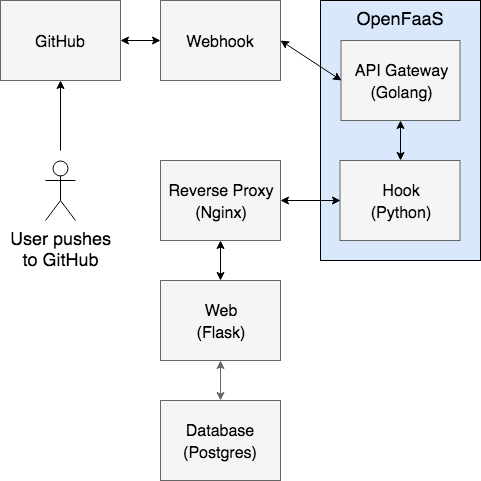 OpenFaaS
GitHub
Webhook
API Gateway
(Golang)
Reverse Proxy
(Nginx)
Hook
(Python)
User pushes
to GitHub
Web
(Flask)
Database
(Postgres)